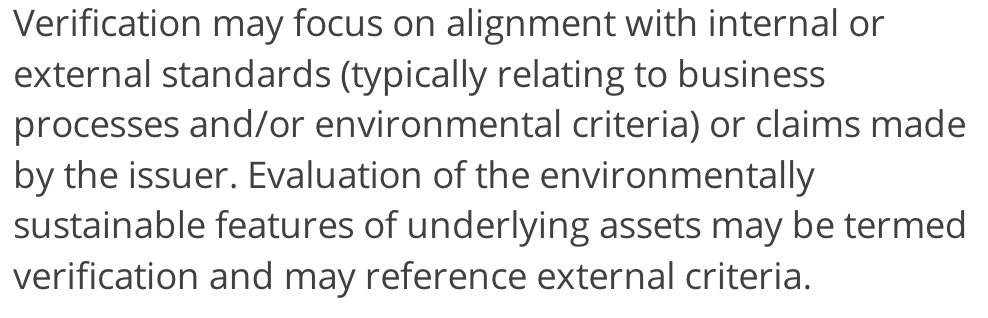 Verification may focus on alignment with internal or
external standards (typically relating to business
processes and/or environmental criteria) or claims made
by the issuer. Evaluation of the environmentally
sustainable features of underlying assets may be termed
verification and may reference external criteria.